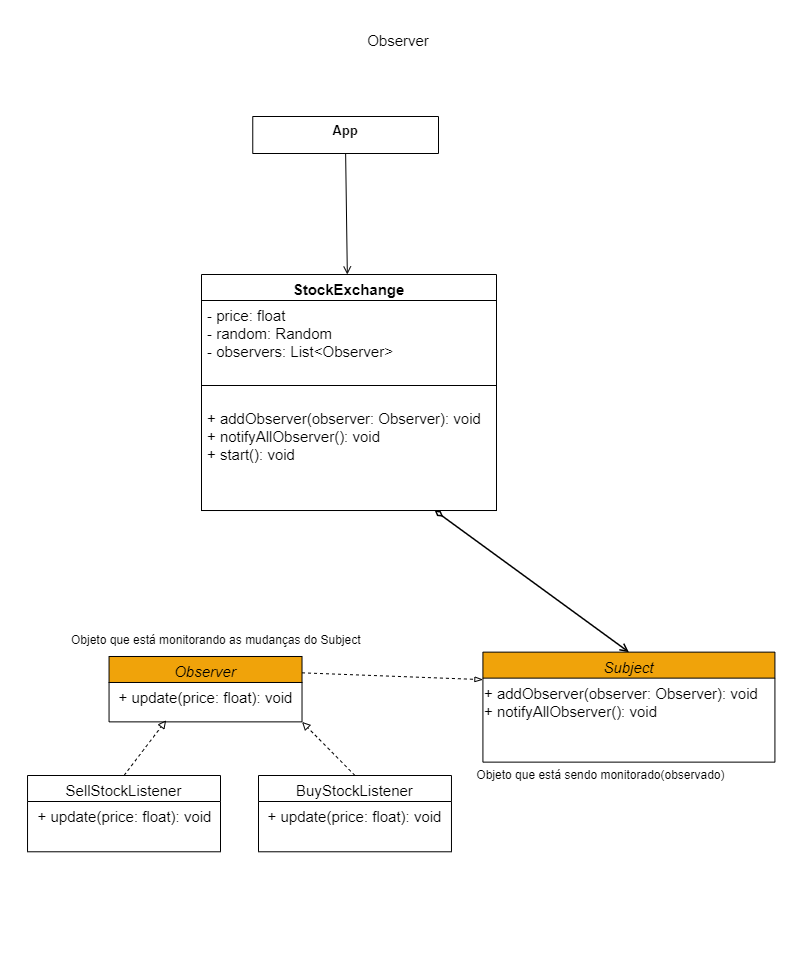 Observer
App
StockExchange
- price: float
- random: Random
- observers: List<Observer>
+ addObserver(observer: Observer): void
+ notifyAllObserver(): void
+ start(): void
Objeto que está monitorando as mudanças do Subject
Observer
+ update(price: float): void
Subject
+ addObserver(observer: Observer): void
+ notifyAllObserver(): void
Objeto que está sendo monitorado(observado)
SellStockListener
+ update(price: float): void
BuyStockListener
+ update(price: float): void